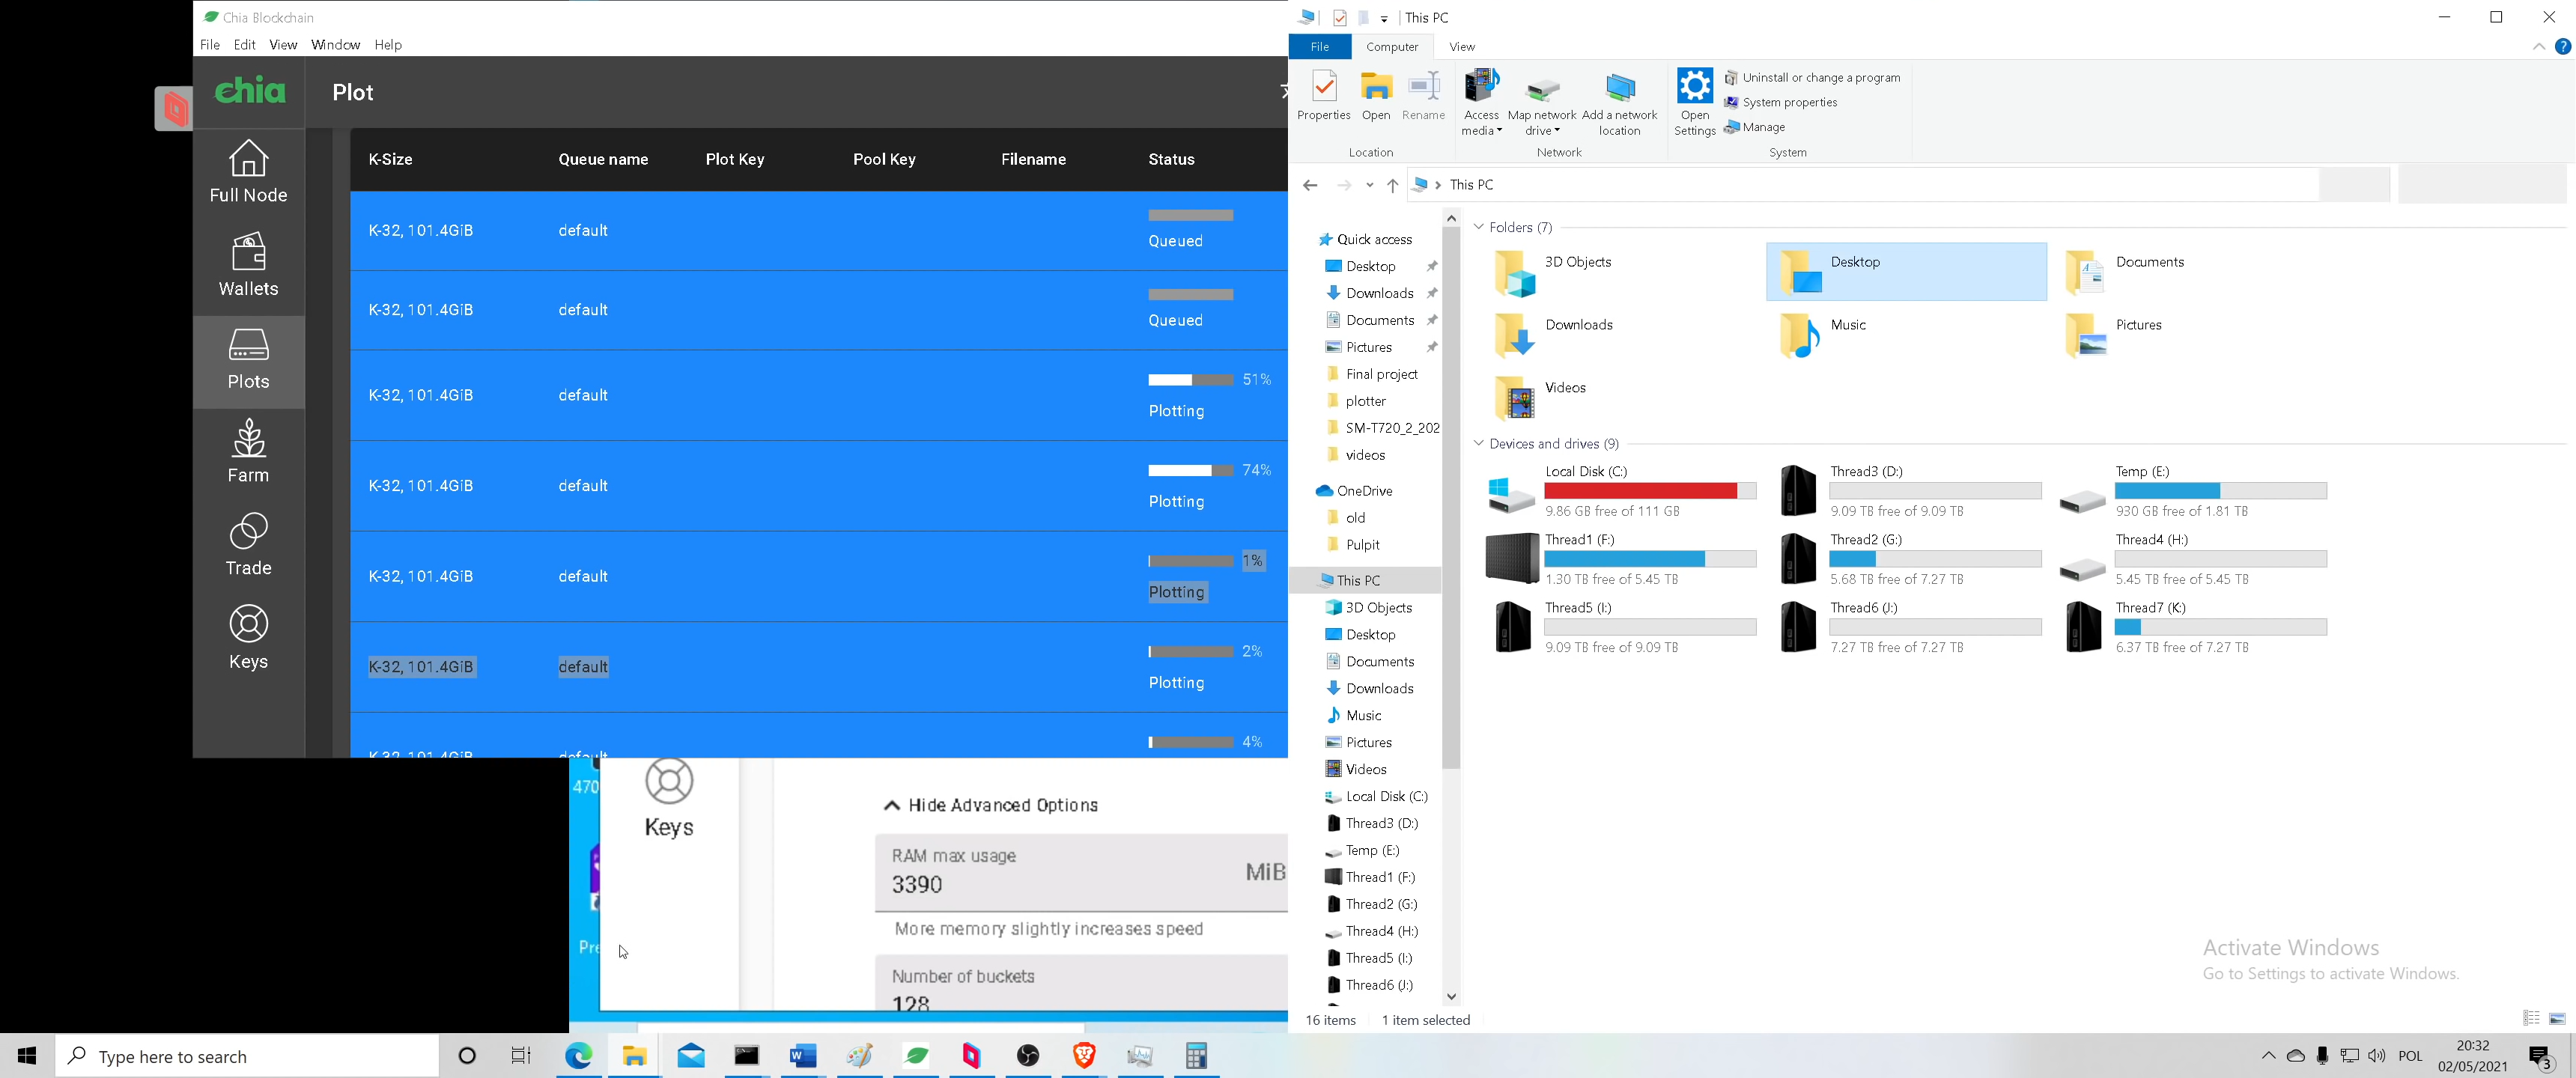 Chia Blockchain
File Edit View Window Help
chia
Plot
Full Node
Wallets
Plots
Farm
Trade
Keys
K-Size Queue name Plot Key Pool Key Filename Status
K-32, 101.4GiB default Queued
K-32, 101.4GiB default Queued
K-32, 101.4GiB default 51% Plotting
K-32, 101.4GiB default 74% Plotting
K-32, 101.4GiB default 1% Plotting
K-32, 101.4GiB default 2% Plotting
K-32, 101.4GiB default 4%
470
Keys
Pre
Hide Advanced Options
RAM max usage
3390 MiB
More memory slightly increases speed
Number of buckets
128
This PC
File Computer View
Properties Open Rename
Location
Access media Map network drive Add a network location
Network
Open Settings
Uninstall or change a program
System properties
Manage
System
This PC
Quick access
Desktop
Downloads
Documents
Pictures
Final project
plotter
SM-T720_2_202
videos
OneDrive
old
Pulpit
This PC
3D Objects
Desktop
Documents
Downloads
Music
Pictures
Videos
Local Disk (C:)
Thread3 (D:)
Temp (E:)
Thread1 (F:)
Thread2 (G:)
Thread4 (H:)
Thread5 (I:)
Thread6 (J:)
Folders (7)
3D Objects Desktop Documents
Downloads Music Pictures
Videos
Devices and drives (9)
Local Disk (C:) Thread3 (D:) Temp (E:)
9.86 GB free of 111 GB 9.09 TB free of 9.09 TB 930 GB free of 1.81 TB
Thread1 (F:) Thread2 (G:) Thread4 (H:)
1.30 TB free of 5.45 TB 5.68 TB free of 7.27 TB 5.45 TB free of 5.45 TB
Thread5 (I:) Thread6 (J:) Thread7 (K:)
9.09 TB free of 9.09 TB 7.27 TB free of 7.27 TB 6.37 TB free of 7.27 TB
Activate Windows
Go to Settings to activate Windows.
16 items 1 item selected
Type here to search
POL
20:32
02/05/2021
3